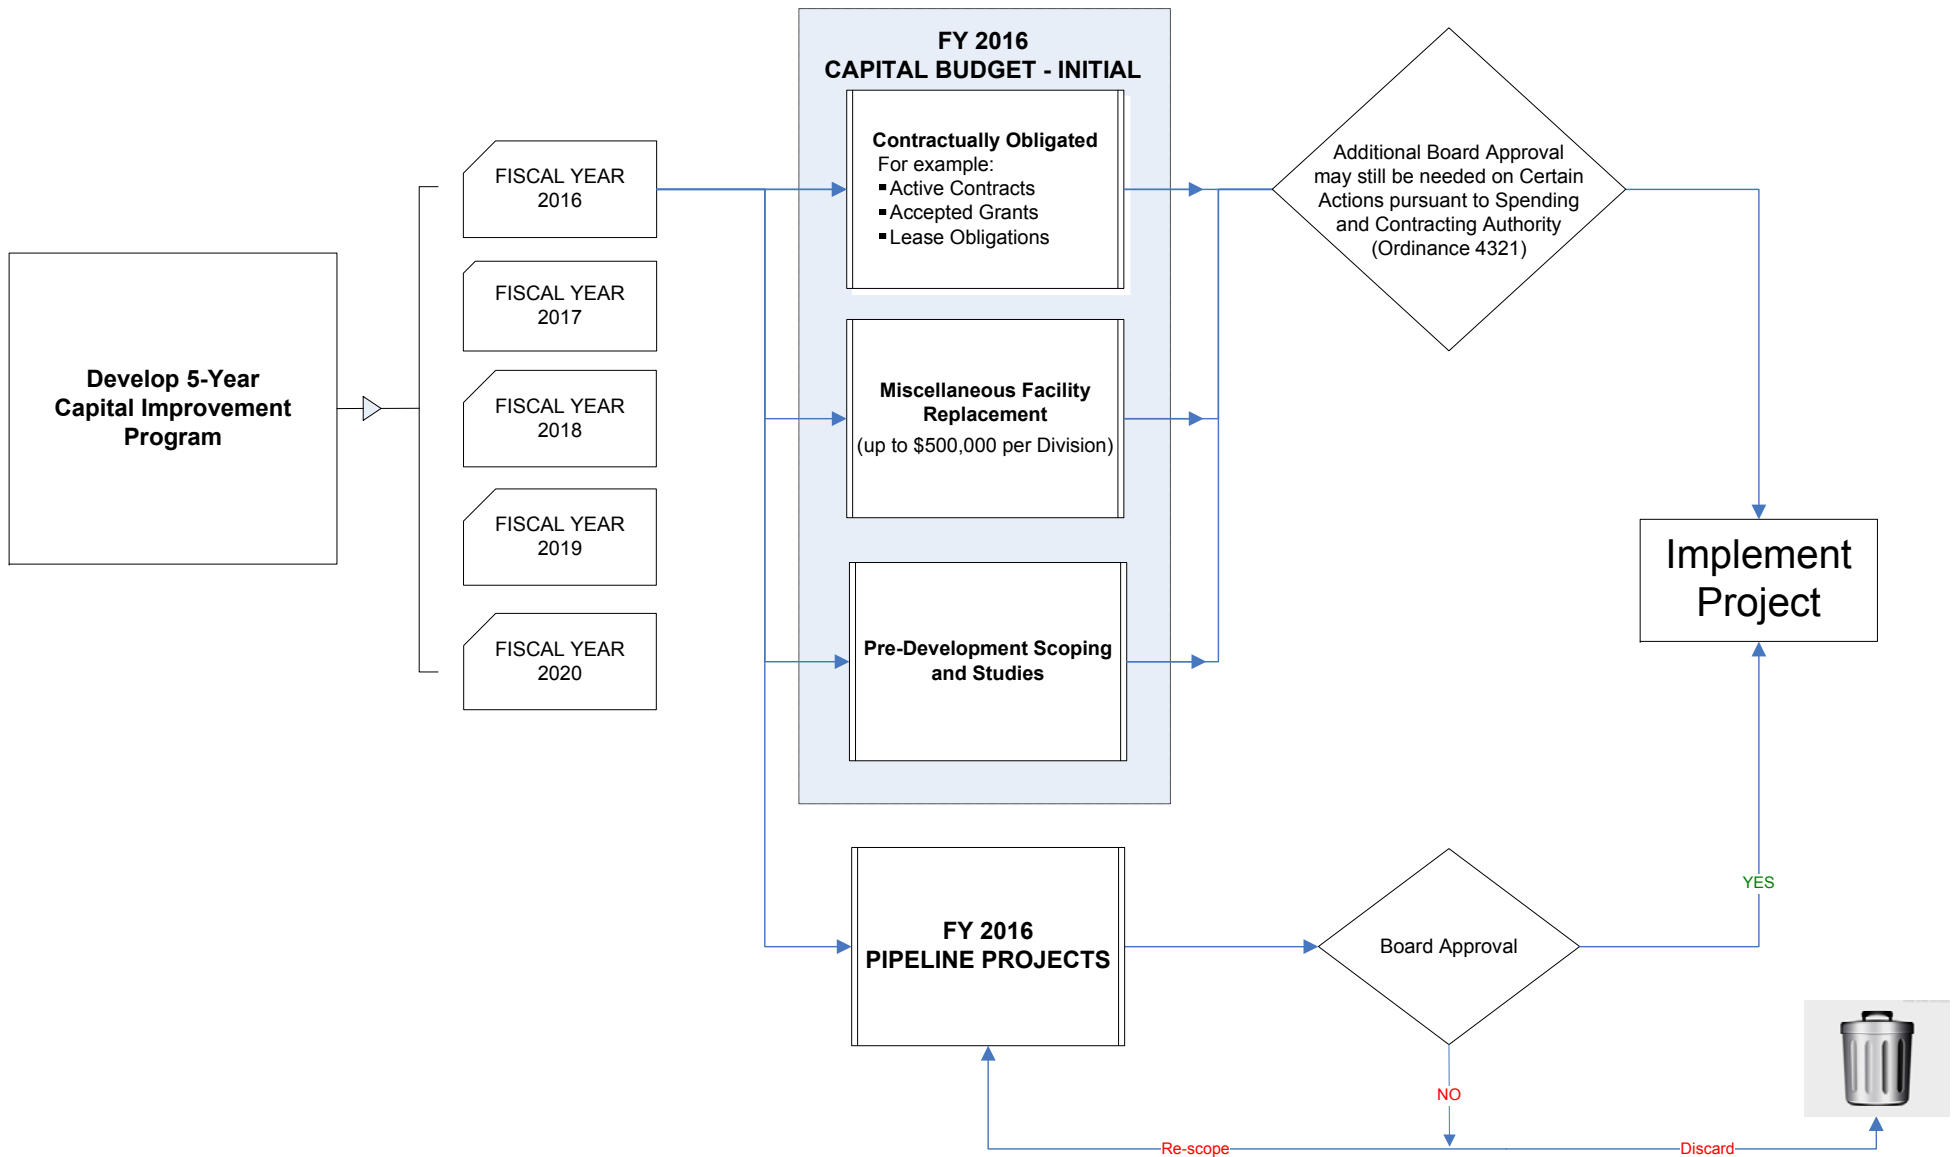 Develop 5-Year
Capital Improvement
Program
FISCAL YEAR
2016
FISCAL YEAR
2017
FISCAL YEAR
2018
FISCAL YEAR
2019
FISCAL YEAR
2020
FY 2016
CAPITAL BUDGET - INITIAL
Contractually Obligated
For example:
▪Active Contracts
▪Accepted Grants
▪Lease Obligations
Miscellaneous Facility
Replacement
(up to $500,000 per Division)
Pre-Development Scoping
and Studies
FY 2016
PIPELINE PROJECTS
Additional Board Approval
may still be needed on Certain
Actions pursuant to Spending
and Contracting Authority
(Ordinance 4321)
Board Approval
Implement
Project
YES
NO
Re-scope
Discard